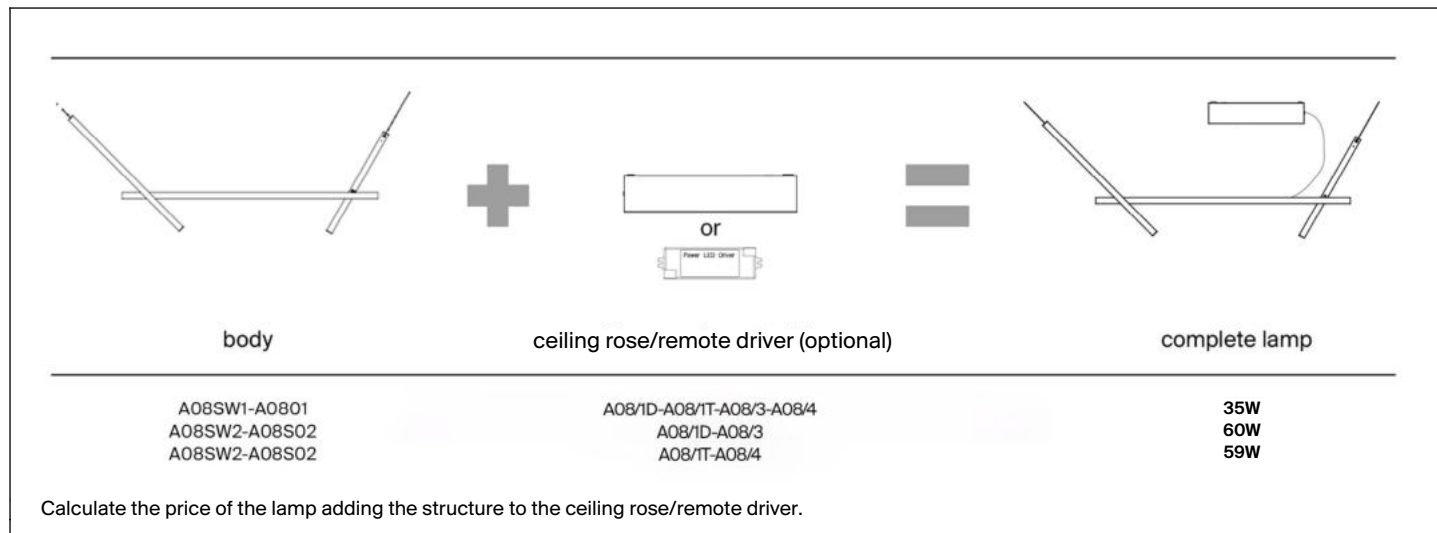 or
Power LED Driver
body
ceiling rose/remote driver (optional)
complete lamp
A08SW1-A0801 A08/1D-A08/1T-A08/3-A08/4 35W
A08SW2-A08S02 A08/1D-A08/3 60W
A08SW2-A08S02 A08/1T-A08/4 59W
Calculate the price of the lamp adding the structure to the ceiling rose/remote driver.